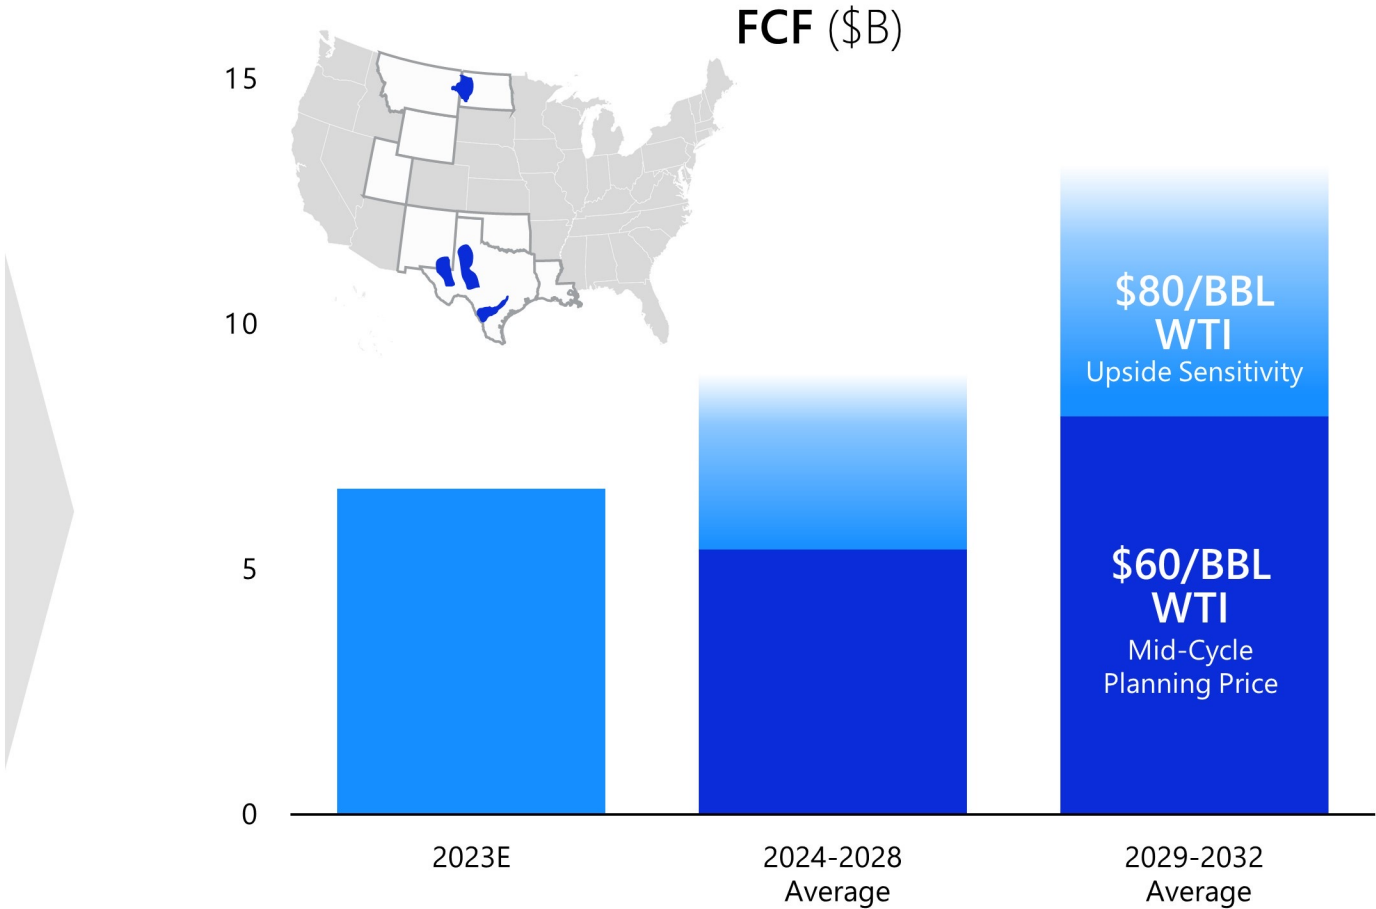 FCF ($B)
15
10
5
0
$80/BBL
WTI
Upside Sensitivity
$60/BBL
WTI
Mid-Cycle
Planning Price
2023E
2024-2028
Average
2029-2032
Average